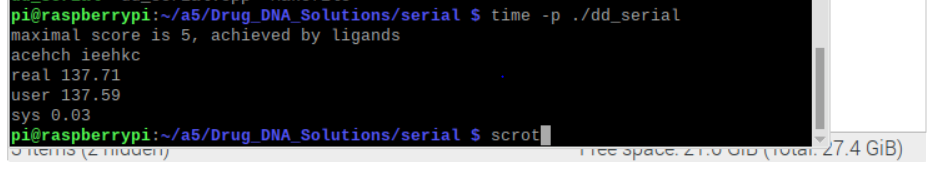 pi@raspberrypi:~/a5/Drug_DNA_Solutions/serial $ time -p ./dd_serial
maximal score is 5, achieved by ligands
acehch ieehkc
real 137.71
user 137.59
sys 0.03
pi@raspberrypi:~/a5/Drug_DNA_Solutions/serial $ scrot
5 items (2 hidden) Free space: 21.0 GiB (Total: 27.4 GiB)